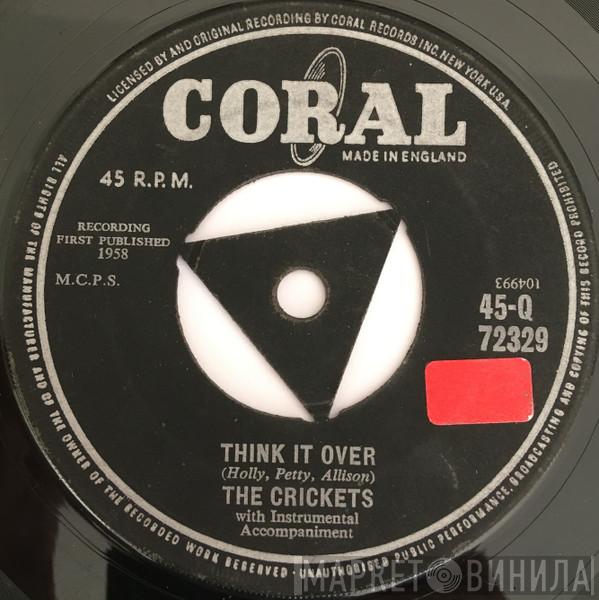 LICENSED BY AND ORIGINAL RECORDING BY CORAL RECORDS INC. NEW YORK U.S.A.
CORAL
MADE IN ENGLAND
45 R.P.M.
RECORDING
FIRST PUBLISHED
1958
M.C.P.S.
104993
45-Q
72329
THINK IT OVER
(Holly, Petty, Allison)
THE CRICKETS
with Instrumental
Accompaniment
ALL RIGHTS OF THE MANUFACTURER AND OF THE OWNER OF THE RECORDED WORK RESERVED - UNAUTHORISED PUBLIC PERFORMANCE, BROADCASTING AND COPYING OF THIS RECORD PROHIBITED
МАРКЕТ ВИНИЛА